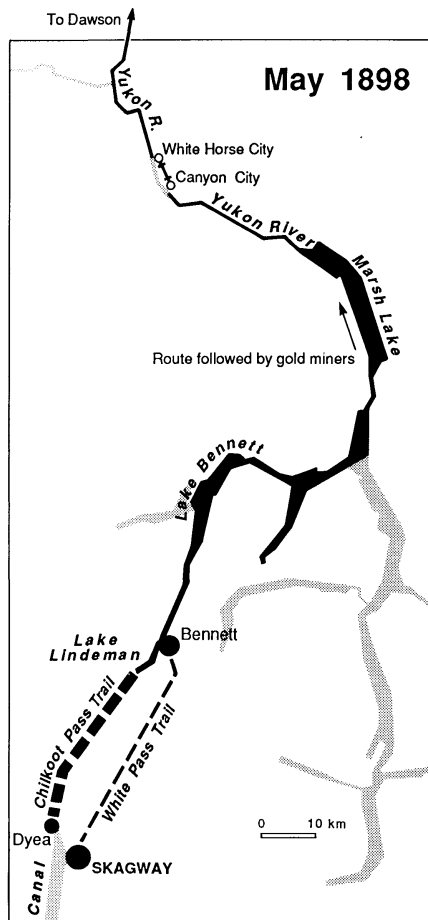 To Dawson
May 1898
Yukon R.
White Horse City
Canyon City
Yukon River
Marsh Lake
Route followed by gold miners
Lake Bennett
Lake
Lindeman
Bennett
Chilkoot Pass Trail
White Pass Trail
0 10 km
Dyea
SKAGWAY
Canal